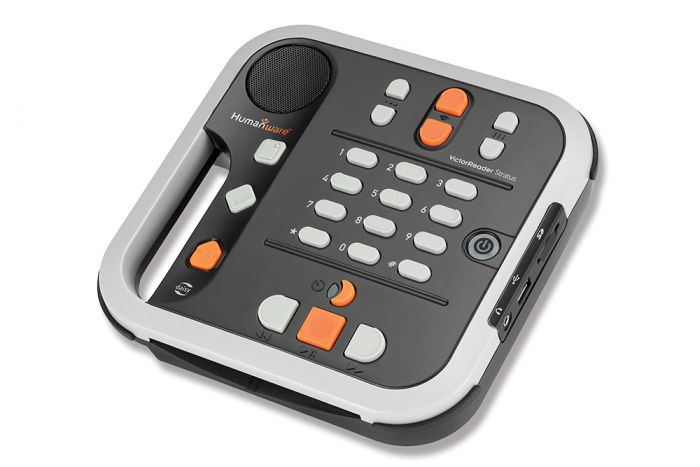 HumanWare
VictorReader Stratus
1 2 3
4 5 6
7 8 9
* 0 #
daisy